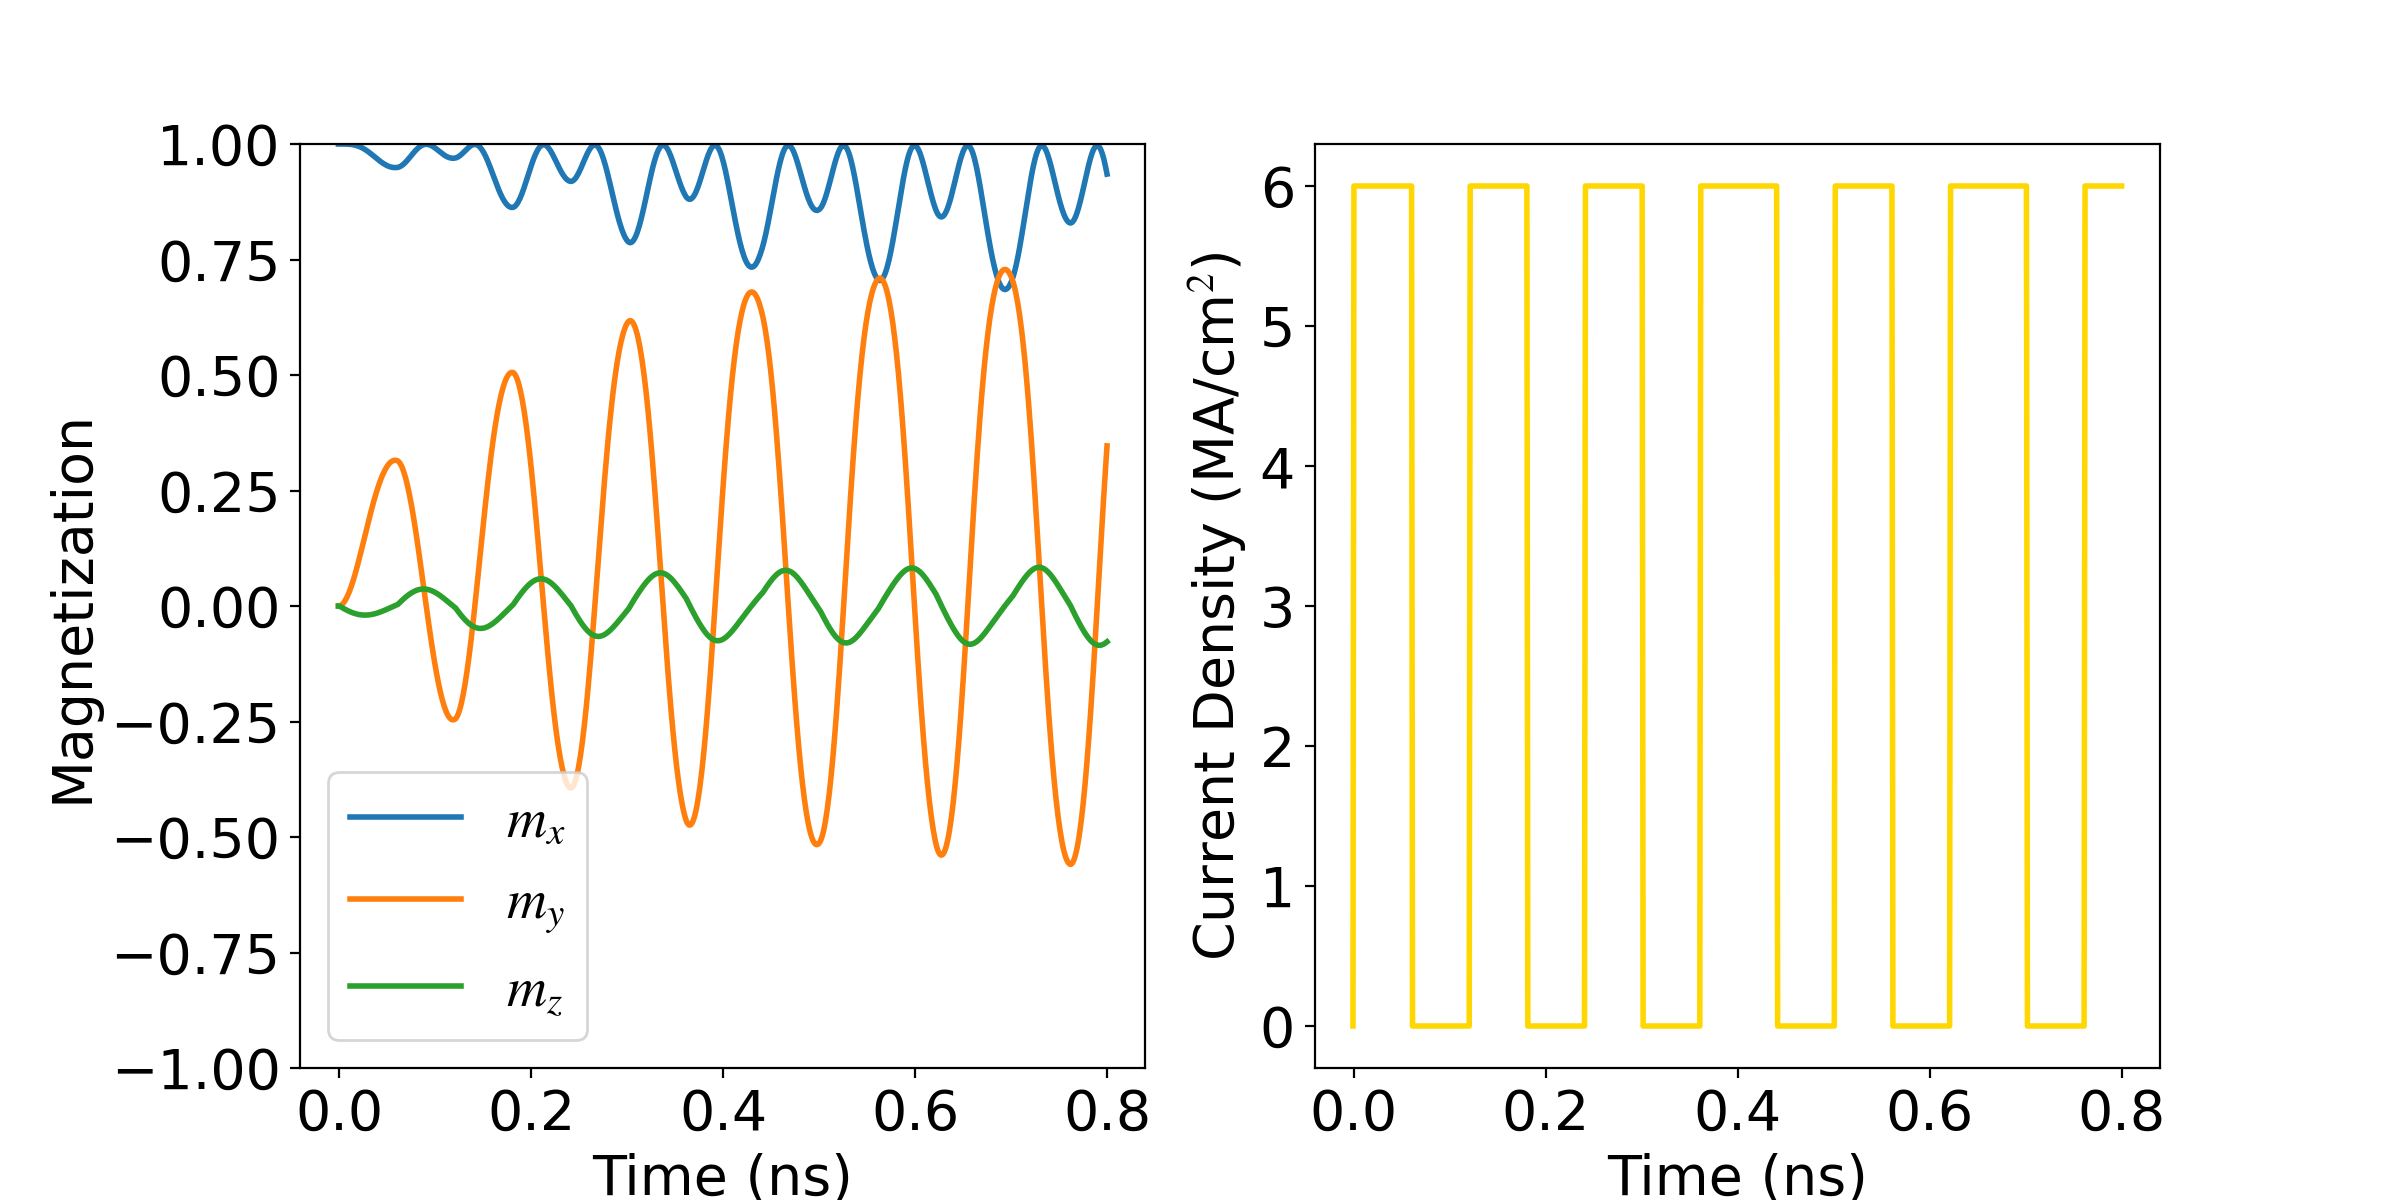 Magnetization
1.00
0.75
0.50
0.25
0.00
−0.25
−0.50
−0.75
−1.00
0.0 0.2 0.4 0.6 0.8
Time (ns)
m_x
m_y
m_z
Current Density (MA/cm²)
6
5
4
3
2
1
0
0.0 0.2 0.4 0.6 0.8
Time (ns)